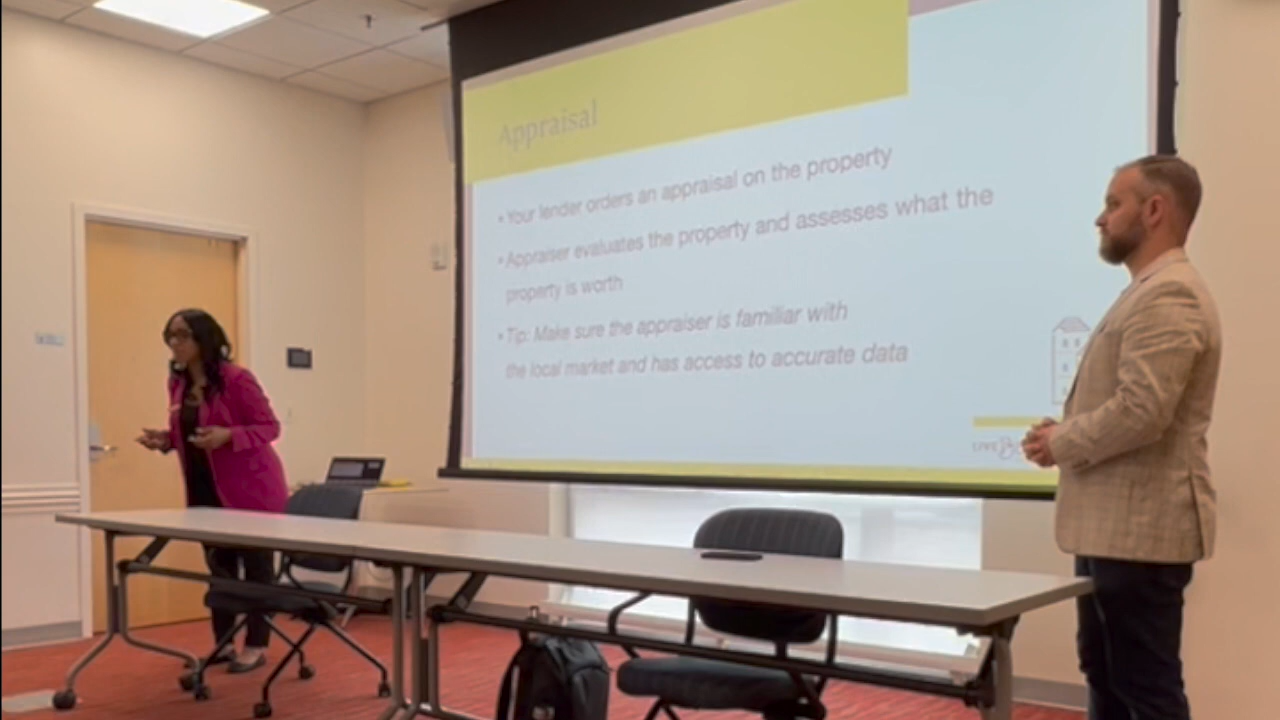 Appraisal
• Your lender orders an appraisal on the property
• Appraiser evaluates the property and assesses what the
property is worth
• Tip: Make sure the appraiser is familiar with
the local market and has access to accurate data
LIVE